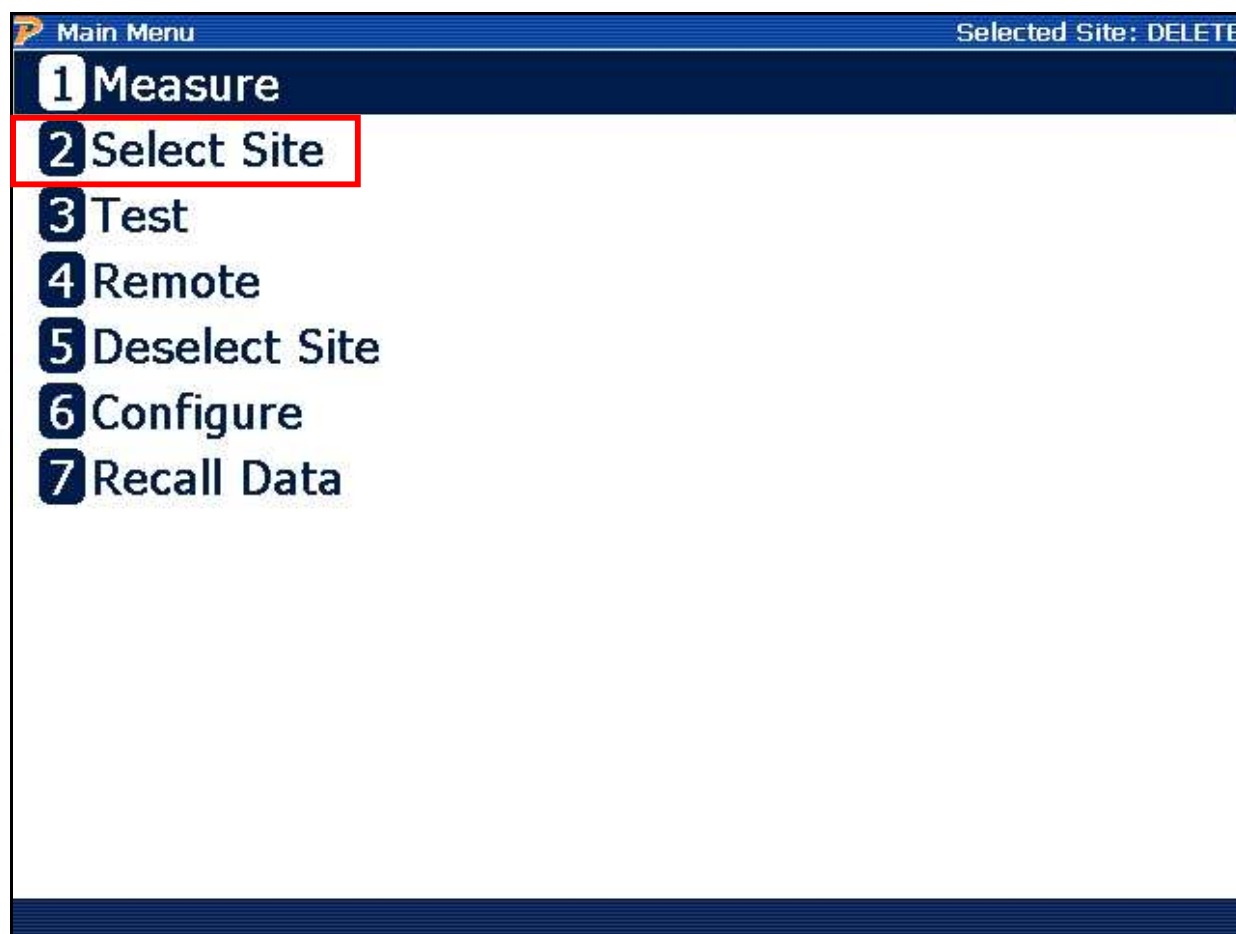 Main Menu Selected Site: DELETE
1 Measure
2 Select Site
3 Test
4 Remote
5 Deselect Site
6 Configure
7 Recall Data